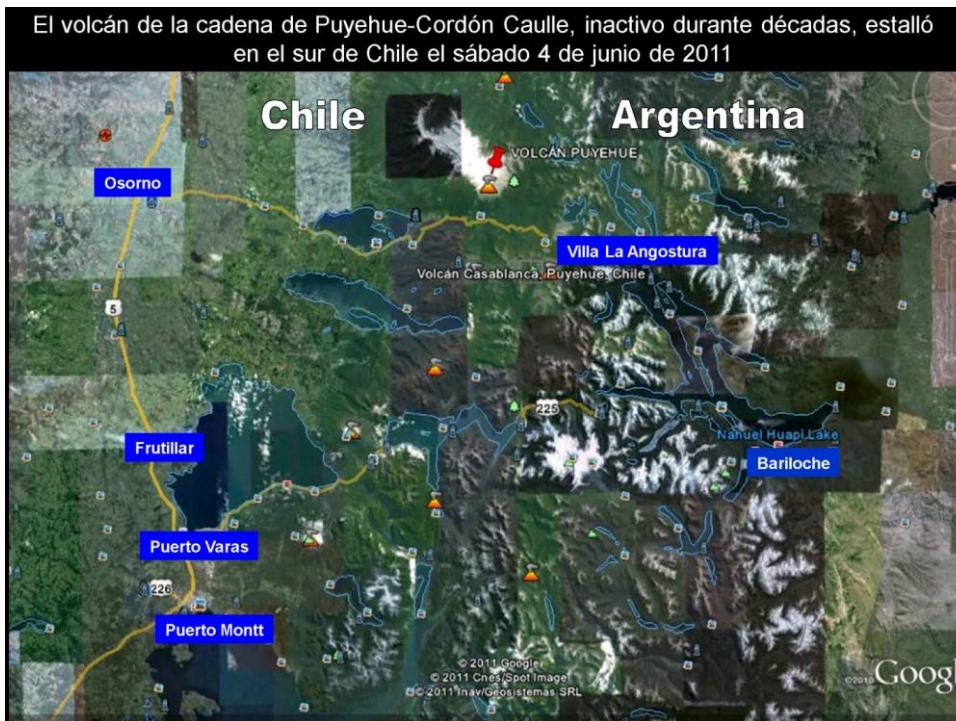 El volcán de la cadena de Puyehue-Cordón Caulle, inactivo durante décadas, estalló
en el sur de Chile el sábado 4 de junio de 2011
Chile
Argentina
VOLCÁN PUYEHUE
Osorno
Villa La Angostura
Volcán Casablanca, Puyehue, Chile
5
225
Frutillar
Nahuel Huapi Lake
Bariloche
Puerto Varas
226
Puerto Montt
© 2011 Google
© 2011 Cnes/Spot Image
© 2011 Inav/Geosistemas SRL
©2010 Googl